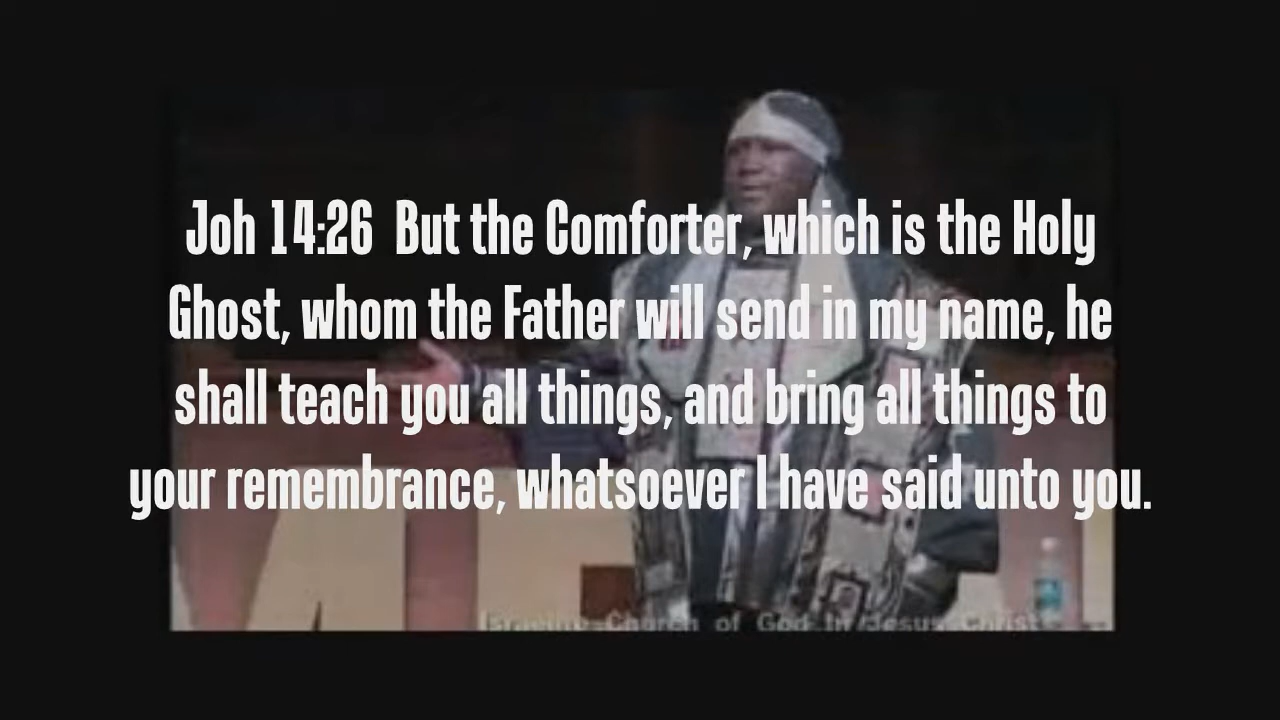 Joh 14:26  But the Comforter, which is the Holy
Ghost, whom the Father will send in my name, he
shall teach you all things, and bring all things to
your remembrance, whatsoever I have said unto you.
Israelite Church of God In Jesus Christ